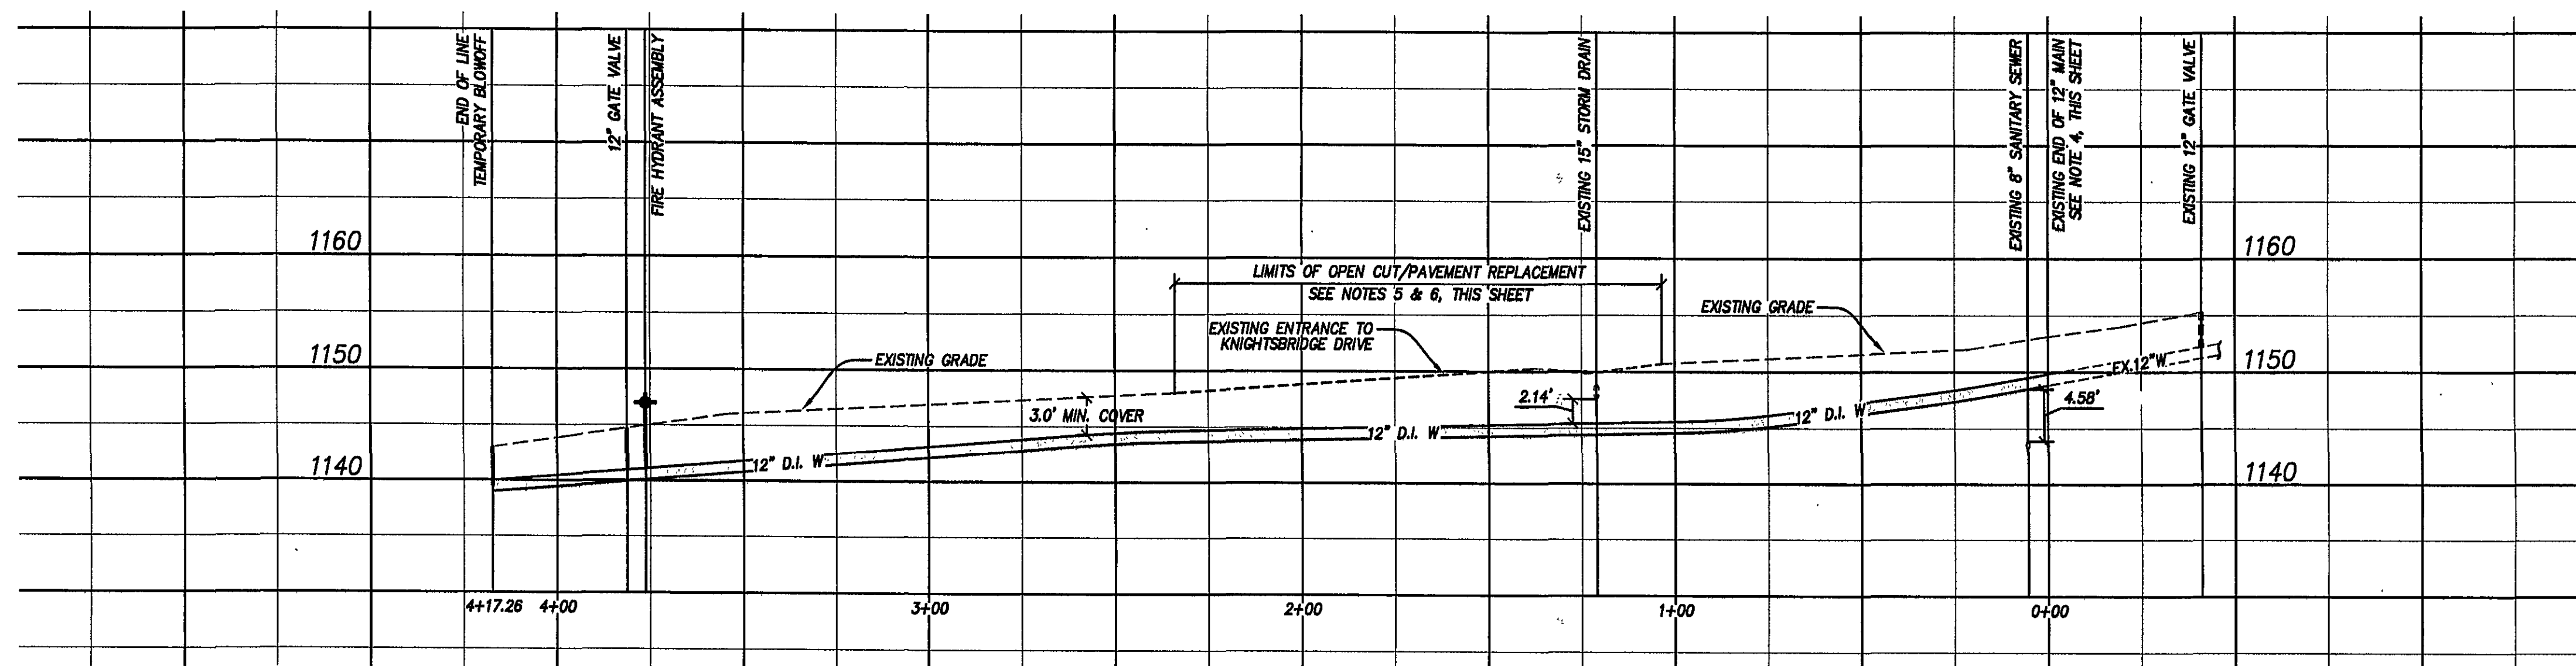 END OF LINE
TEMPORARY BLOWOFF
12" GATE VALVE
FIRE HYDRANT ASSEMBLY
EXISTING 15" STORM DRAIN
EXISTING 8" SANITARY SEWER
EXISTING END OF 12" MAIN
SEE NOTE 4, THIS SHEET
EXISTING 12" GATE VALVE
1160
1160
LIMITS OF OPEN CUT/PAVEMENT REPLACEMENT
SEE NOTES 5 & 6, THIS SHEET
EXISTING GRADE
EXISTING ENTRANCE TO
KNIGHTSBRIDGE DRIVE
1150
EXISTING GRADE
1150
EX.12"W
3.0' MIN. COVER
2.14'
4.58'
12" D.I. W
12" D.I. W
12" D.I. W
1140
1140
4+17.26
4+00
3+00
2+00
1+00
0+00